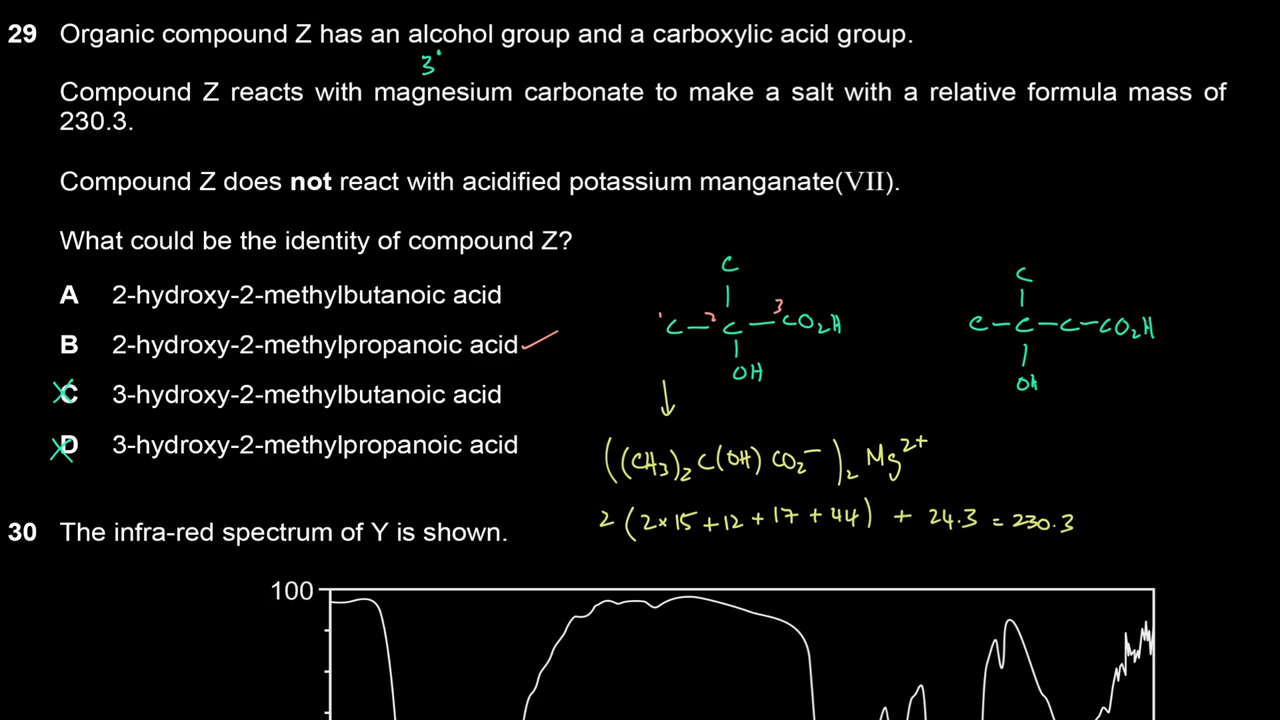 29 Organic compound Z has an alcohol group and a carboxylic acid group.
3°
Compound Z reacts with magnesium carbonate to make a salt with a relative formula mass of
230.3.
Compound Z does not react with acidified potassium manganate(VII).
What could be the identity of compound Z?
A 2-hydroxy-2-methylbutanoic acid
B 2-hydroxy-2-methylpropanoic acid
C 3-hydroxy-2-methylbutanoic acid
D 3-hydroxy-2-methylpropanoic acid
C
1 C – 2 C – 3 CO₂H
OH
C
C – C – C – CO₂H
OH
((CH₃)₂C(OH)CO₂⁻)₂Mg²⁺
2(2×15+12+17+44) + 24.3 = 230.3
30 The infra-red spectrum of Y is shown.
100